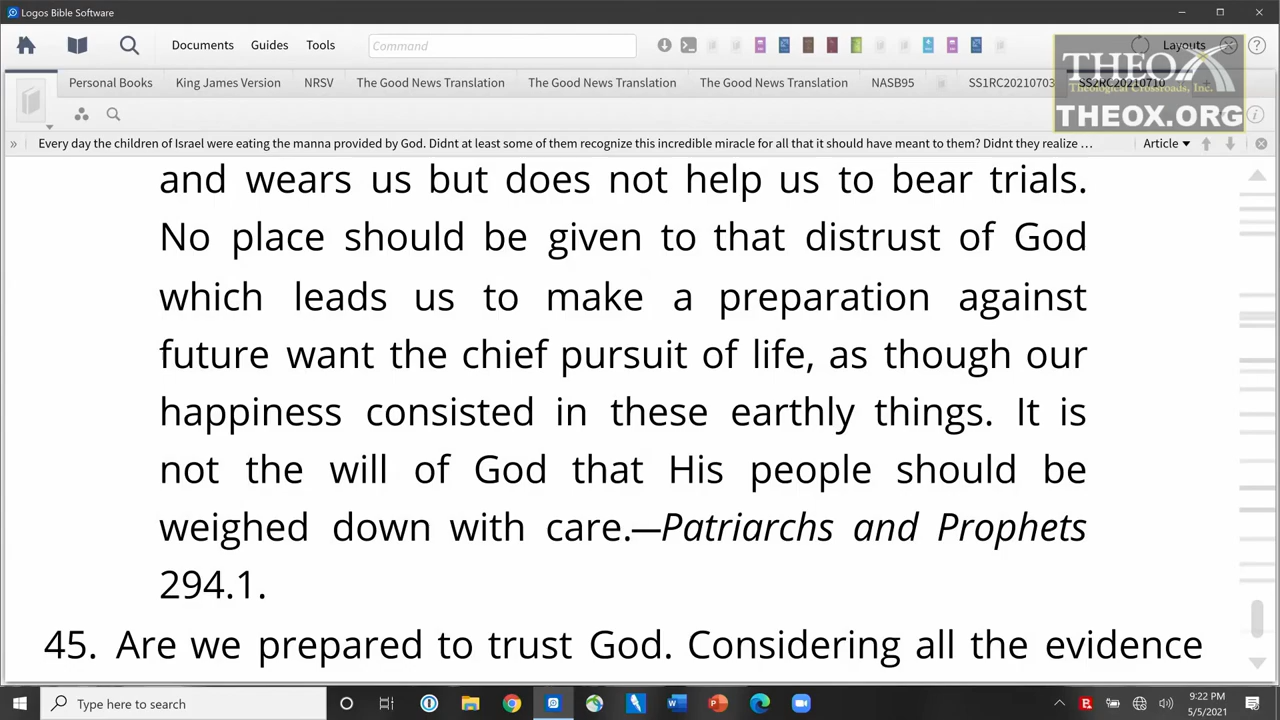 Logos Bible Software
Documents Guides Tools Command Layouts
THEOX
Theological Crossroads, Inc.
THEOX.ORG
Personal Books King James Version NRSV The Good News Translation The Good News Translation The Good News Translation NASB95 SS1RC20210703 SS2RC20210710
Every day the children of Israel were eating the manna provided by God. Didnt at least some of them recognize this incredible miracle for all that it should have meant to them? Didnt they realize ... Article
and wears us but does not help us to bear trials.
No place should be given to that distrust of God
which leads us to make a preparation against
future want the chief pursuit of life, as though our
happiness consisted in these earthly things. It is
not the will of God that His people should be
weighed down with care.—Patriarchs and Prophets
294.1.
45. Are we prepared to trust God. Considering all the evidence
Type here to search
9:22 PM
5/5/2021